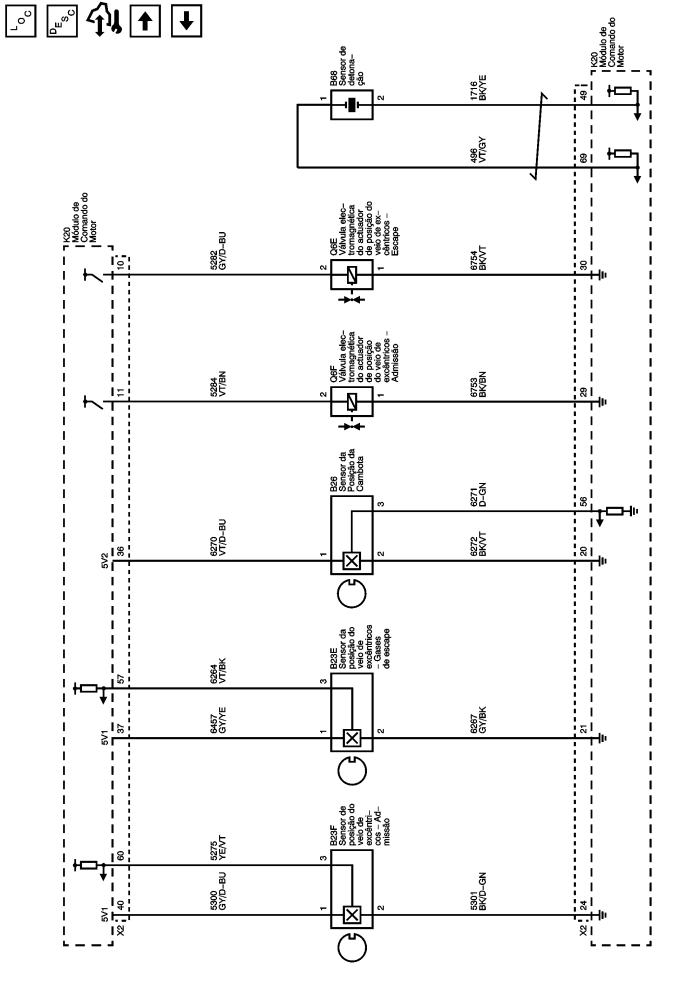 LOC
DESC
K20
Módulo de
Comando do
Motor
B68
Sensor de
detona–
ção
1
2
1716
BK/YE
49
496
VT/GY
69
K20
Módulo de
Comando do
Motor
10
5282
GY/D–BU
2
Q6E
Válvula elec–
tromagnética
do actuador
de posição do
veio de ex–
cêntricos –
Escape
1
6754
BK/VT
30
11
5284
VT/BN
2
Q6F
Válvula elec–
tromagnética
do actuador
de posição
do veio de
excêntricos –
Admissão
1
6753
BK/BN
29
B26
Sensor da
Posição da
Cambota
3
6271
D–GN
56
5V2
36
6270
VT/D–BU
1
2
6272
BK/VT
20
B23E
Sensor da
posição do
veio de
excêntricos
– Gases
de escape
57
6264
VT/BK
3
5V1
37
6457
GY/YE
1
2
6267
GY/BK
21
B23F
Sensor de
posição do
veio de
excêntri–
cos – Ad–
missão
60
5275
YE/VT
3
5V1
40
X2
5300
GY/D–BU
1
2
5301
BK/D–GN
24
X2